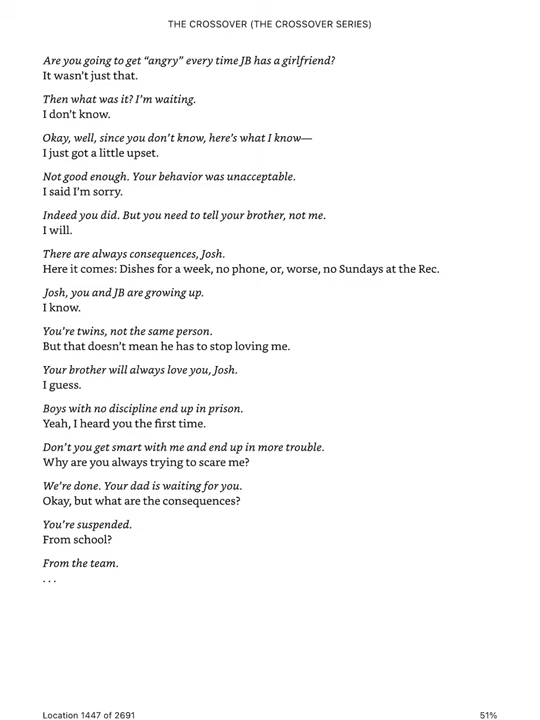 THE CROSSOVER (THE CROSSOVER SERIES)
Are you going to get “angry” every time JB has a girlfriend?
It wasn’t just that.
Then what was it? I’m waiting.
I don’t know.
Okay, well, since you don’t know, here’s what I know—
I just got a little upset.
Not good enough. Your behavior was unacceptable.
I said I’m sorry.
Indeed you did. But you need to tell your brother, not me.
I will.
There are always consequences, Josh.
Here it comes: Dishes for a week, no phone, or, worse, no Sundays at the Rec.
Josh, you and JB are growing up.
I know.
You’re twins, not the same person.
But that doesn’t mean he has to stop loving me.
Your brother will always love you, Josh.
I guess.
Boys with no discipline end up in prison.
Yeah, I heard you the first time.
Don’t you get smart with me and end up in more trouble.
Why are you always trying to scare me?
We’re done. Your dad is waiting for you.
Okay, but what are the consequences?
You’re suspended.
From school?
From the team.
. . .
Location 1447 of 2691 51%